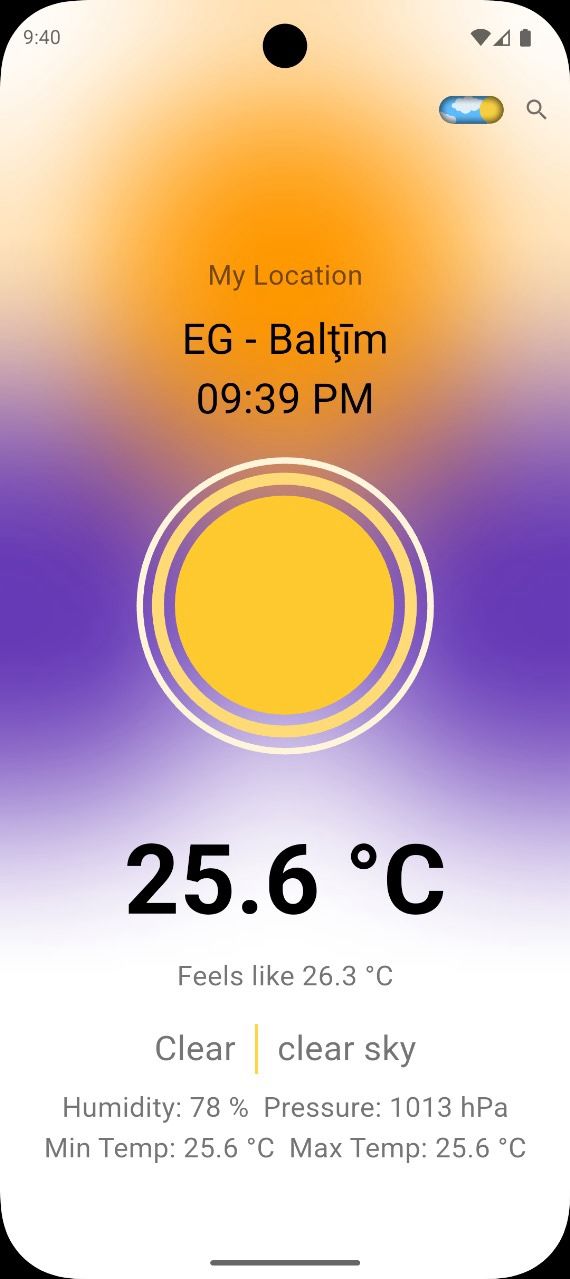 9:40
My Location
EG - Balţīm
09:39 PM
25.6 °C
Feels like 26.3 °C
Clear | clear sky
Humidity: 78 % Pressure: 1013 hPa
Min Temp: 25.6 °C Max Temp: 25.6 °C